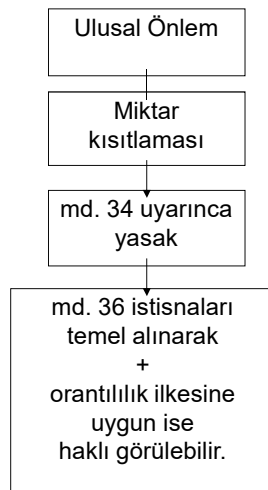 Ulusal Önlem
Miktar
kısıtlaması
md. 34 uyarınca
yasak
md. 36 istisnaları
temel alınarak
+
orantılılık ilkesine
uygun ise
haklı görülebilir.